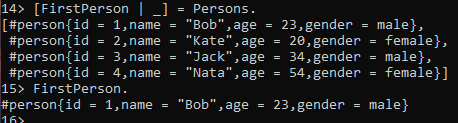 14> [FirstPerson | _] = Persons.
[#person{id = 1,name = "Bob",age = 23,gender = male},
 #person{id = 2,name = "Kate",age = 20,gender = female},
 #person{id = 3,name = "Jack",age = 34,gender = male},
 #person{id = 4,name = "Nata",age = 54,gender = female}]
15> FirstPerson.
#person{id = 1,name = "Bob",age = 23,gender = male}
16>